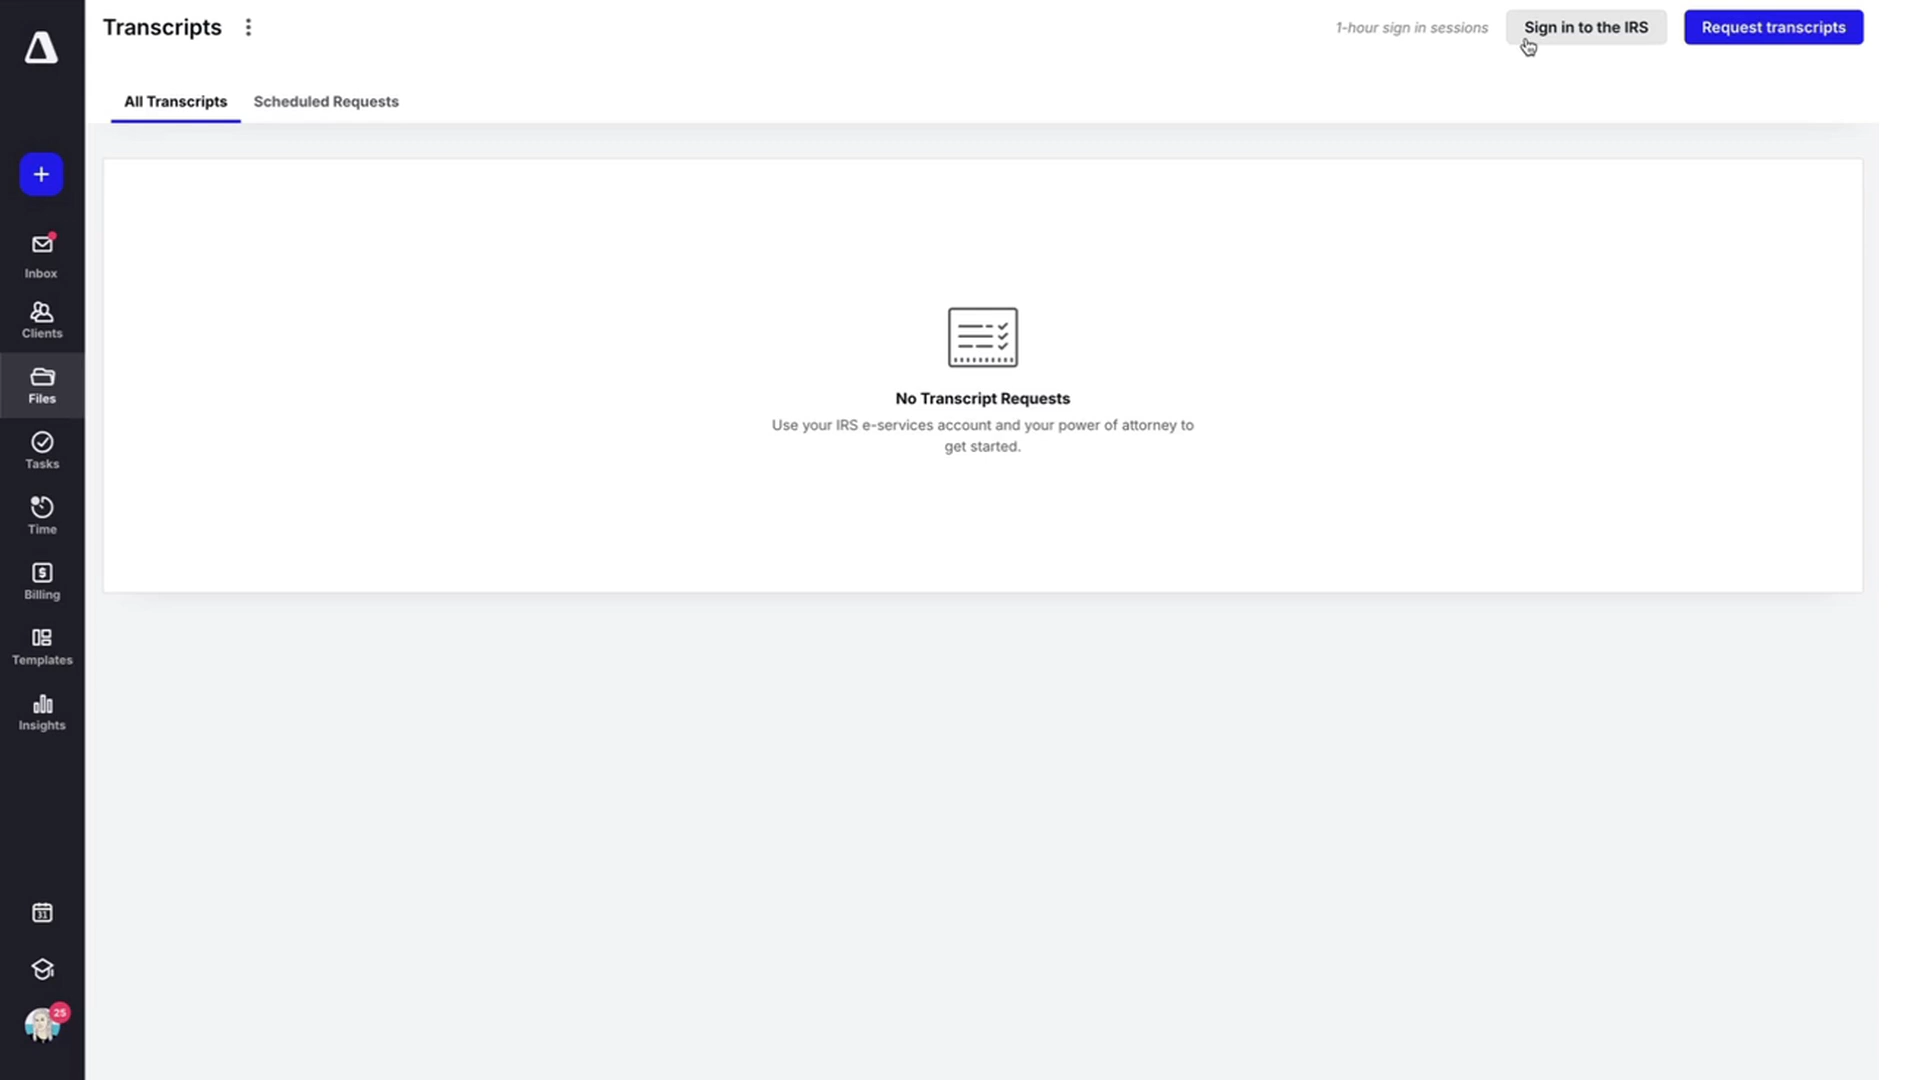 Transcripts
1-hour sign in sessions
Sign in to the IRS
Request transcripts
All Transcripts
Scheduled Requests
Inbox
Clients
Files
Tasks
Time
Billing
Templates
Insights
31
25
No Transcript Requests
Use your IRS e-services account and your power of attorney to
get started.